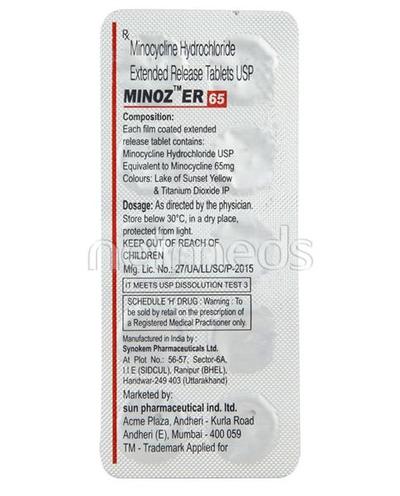 Rx Minocycline Hydrochloride
Extended Release Tablets USP
MINOZ™ ER 65
Composition:
Each film coated extended
release tablet contains:
Minocycline Hydrochloride USP
Equivalent to Minocycline 65mg
Colours: Lake of Sunset Yellow
& Titanium Dioxide IP
Dosage: As directed by the physician.
Store below 30°C, in a dry place,
protected from light.
KEEP OUT OF REACH OF
CHILDREN
netmeds
Mfg. Lic. No.: 27/UA/LL/SC/P-2015
IT MEETS USP DISSOLUTION TEST 3
SCHEDULE 'H' DRUG : Warning : To
be sold by retail on the prescription of
a Registered Medical Practitioner only.
Manufactured in India by :
Synokem Pharmaceuticals Ltd.
At Plot No.: 56-57, Sector-6A,
I.I.E (SIDCUL), Ranipur (BHEL),
Haridwar-249 403 (Uttarakhand)
Marketed by:
sun pharmaceutical ind. ltd.
Acme Plaza, Andheri - Kurla Road
Andheri (E), Mumbai - 400 059
TM - Trademark Applied for